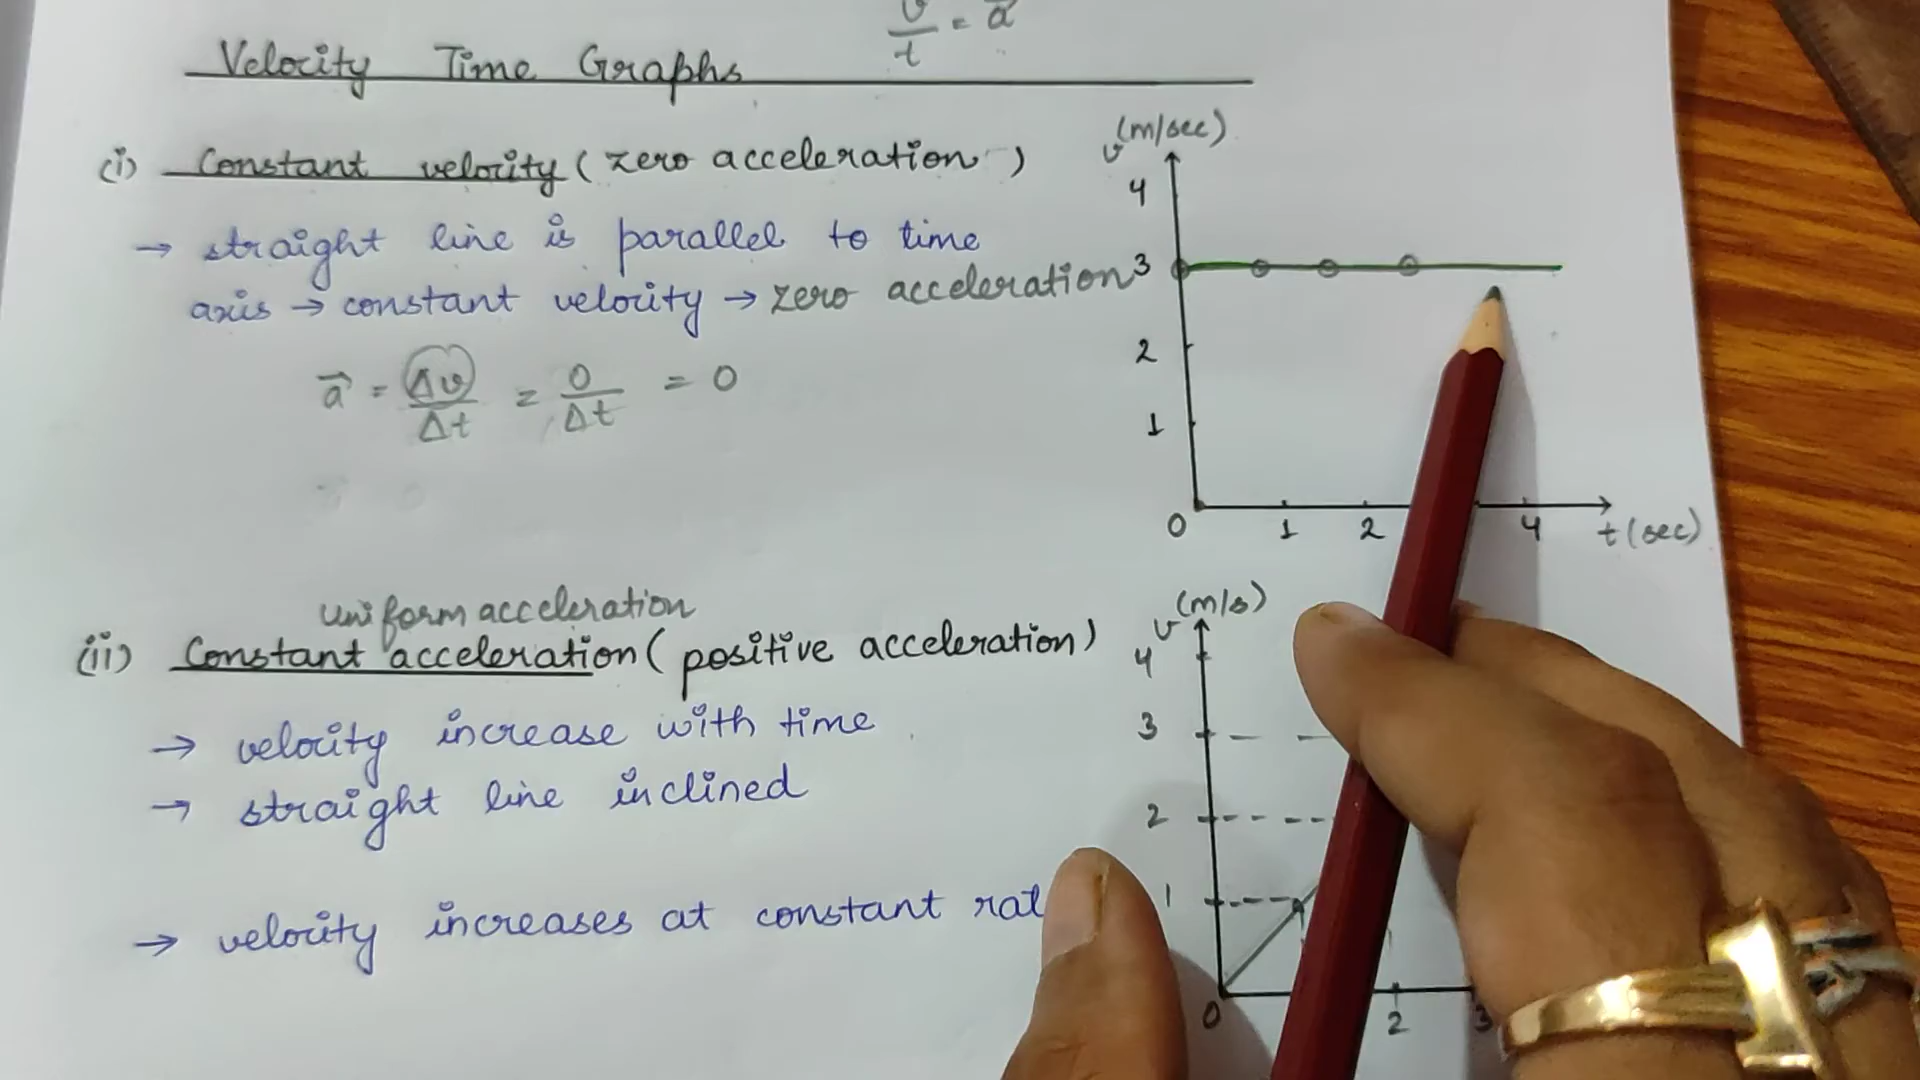 v/t = a⃗
Velocity Time Graphs
(i) Constant velocity (zero acceleration)
→ straight line is parallel to time
axis → constant velocity → zero acceleration
a⃗ = Δv/Δt = 0/Δt = 0
v (m/sec)
4
3
2
1
0 1 2 4 t (sec)
uniform acceleration
(ii) Constant acceleration (positive acceleration)
→ velocity increase with time
→ straight line inclined
→ velocity increases at constant
v (m/s)
4
3
2
1
0 2 3